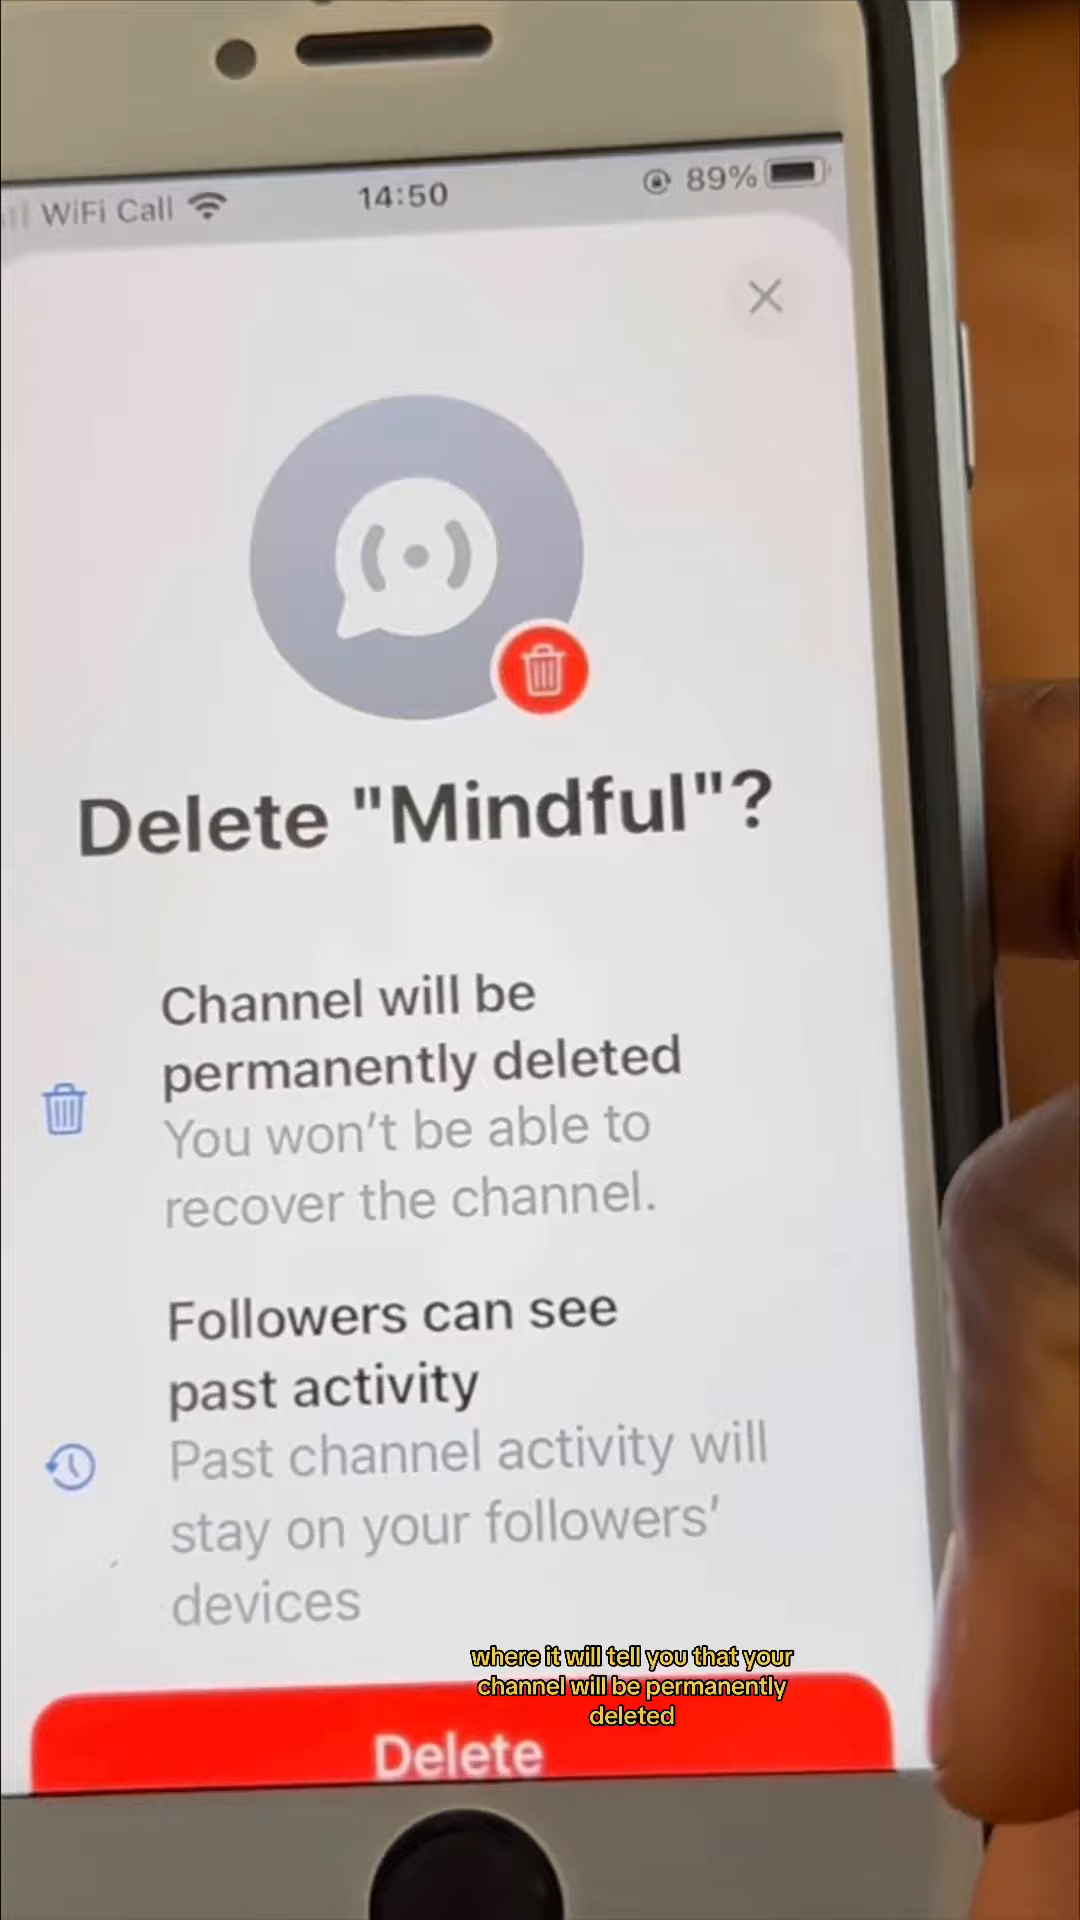 WiFi Call
14:50
89%
Delete "Mindful"?
Channel will be
permanently deleted
You won't be able to
recover the channel.
Followers can see
past activity
Past channel activity will
stay on your followers'
devices
where it will tell you that your
channel will be permanently
deleted
Delete